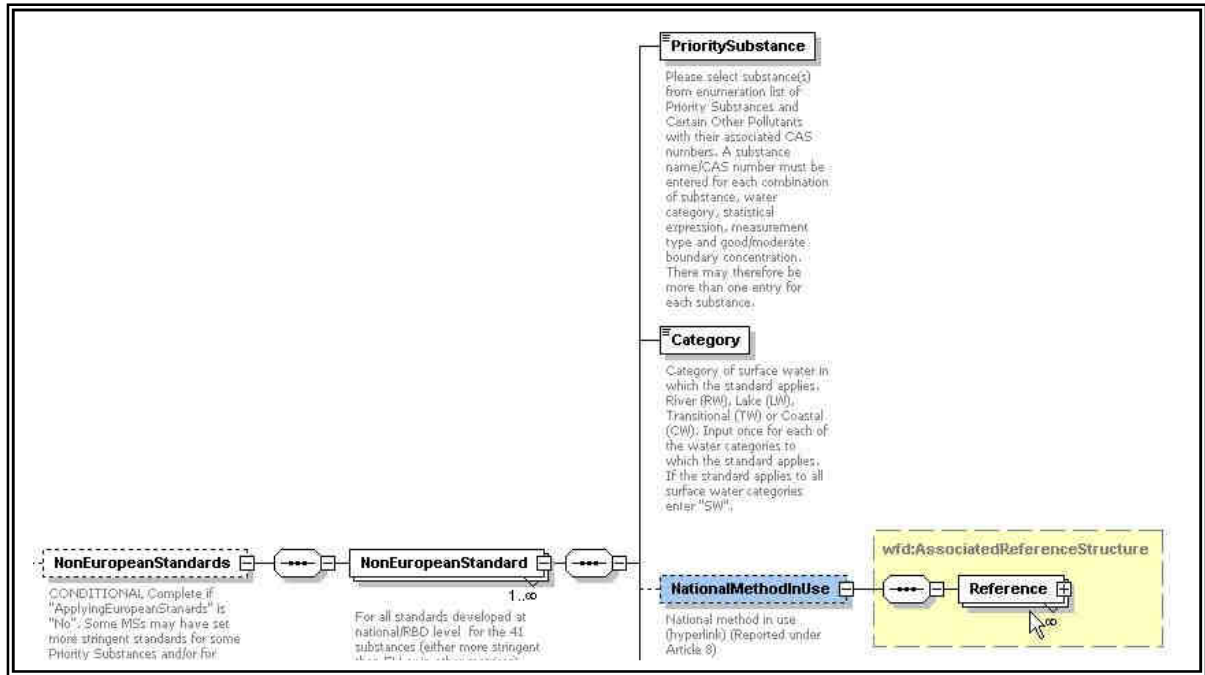 PrioritySubstance
Please select substance(s)
from enumeration list of
Priority Substances and
Certain Other Pollutants
with their associated CAS
numbers. A substance
name/CAS number must be
entered for each combination
of substance, water
category, statistical
expression, measurement
type and good/moderate
boundary concentration.
There may therefore be
more than one entry for
each substance.
Category
Category of surface water in
which the standard applies.
River (RW), Lake (LW),
Transitional (TW) or Coastal
(CW). Input once for each of
the water categories to
which the standard applies.
If the standard applies to all
surface water categories
enter "SW".
NonEuropeanStandards
CONDITIONAL Complete if
"ApplyingEuropeanStanards" is
"No". Some MSs may have set
more stringent standards for some
Priority Substances and/or for
NonEuropeanStandard
1..∞
For all standards developed at
national/RBD level for the 41
substances (either more stringent
NationalMethodInUse
National method in use
(hyperlink) (Reported under
Article 8)
wfd:AssociatedReferenceStructure
Reference
∞